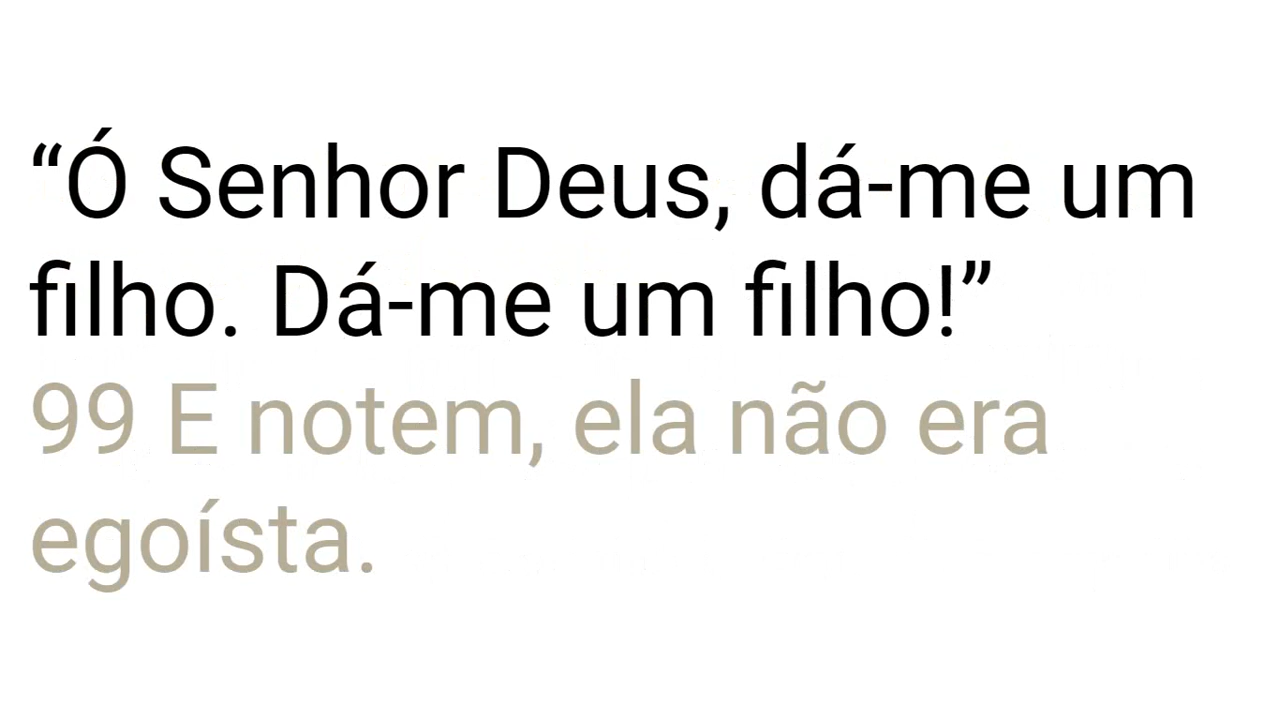 “Ó Senhor Deus, dá-me um
filho. Dá-me um filho!”
99 E notem, ela não era
egoísta.